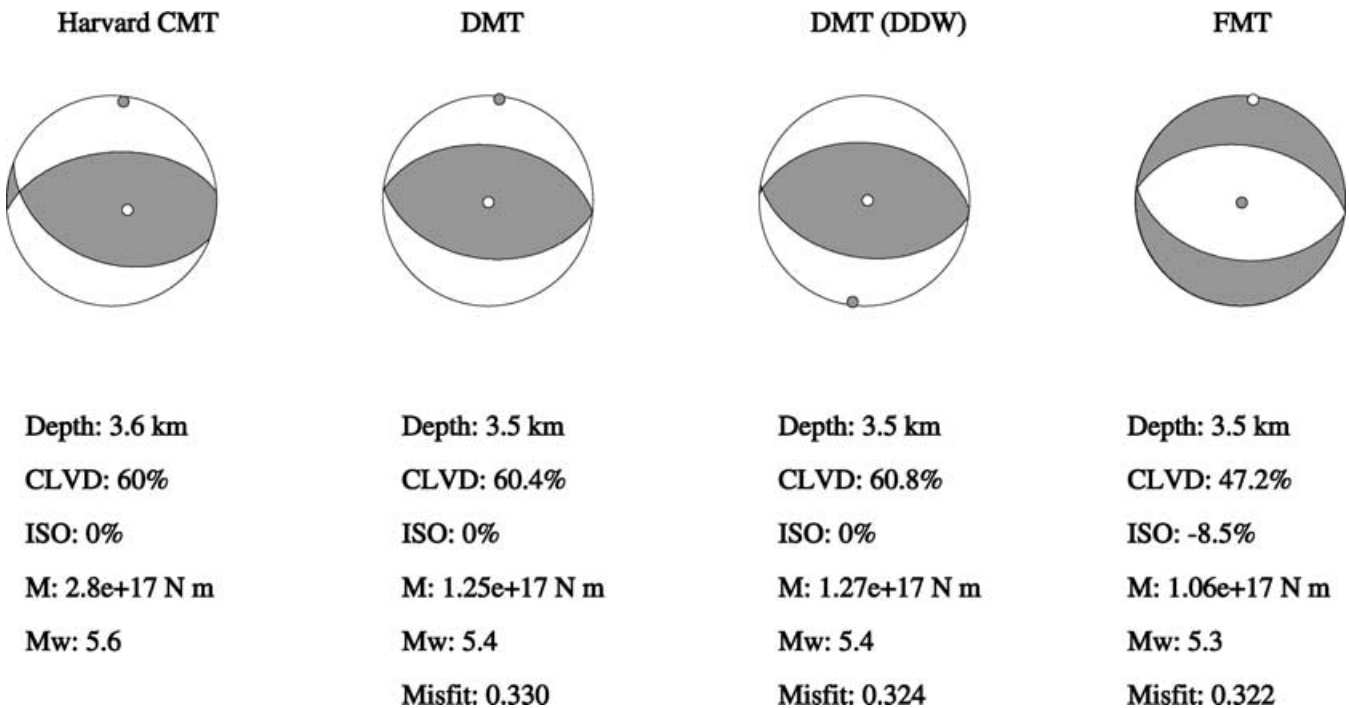 Harvard CMT
DMT
DMT (DDW)
FMT
Depth: 3.6 km
CLVD: 60%
ISO: 0%
M: 2.8e+17 N m
Mw: 5.6
Depth: 3.5 km
CLVD: 60.4%
ISO: 0%
M: 1.25e+17 N m
Mw: 5.4
Misfit: 0.330
Depth: 3.5 km
CLVD: 60.8%
ISO: 0%
M: 1.27e+17 N m
Mw: 5.4
Misfit: 0.324
Depth: 3.5 km
CLVD: 47.2%
ISO: -8.5%
M: 1.06e+17 N m
Mw: 5.3
Misfit: 0.322